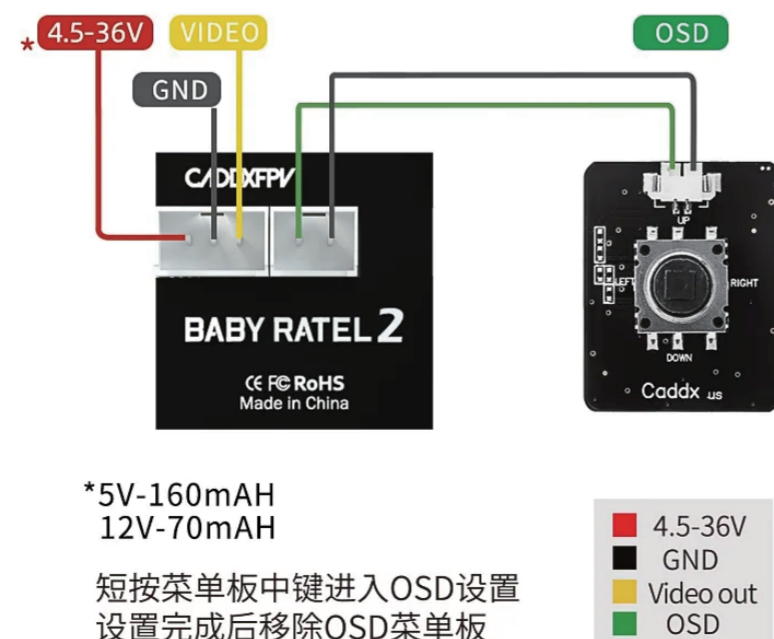 * 4.5-36V
VIDEO
GND
OSD
CADDXFPV
BABY RATEL 2
CE FC RoHS
Made in China
UP
LEFT
RIGHT
DOWN
Caddx .us
*5V-160mAH
12V-70mAH
短按菜单板中键进入OSD设置
设置完成后移除OSD菜单板
4.5-36V
GND
Video out
OSD